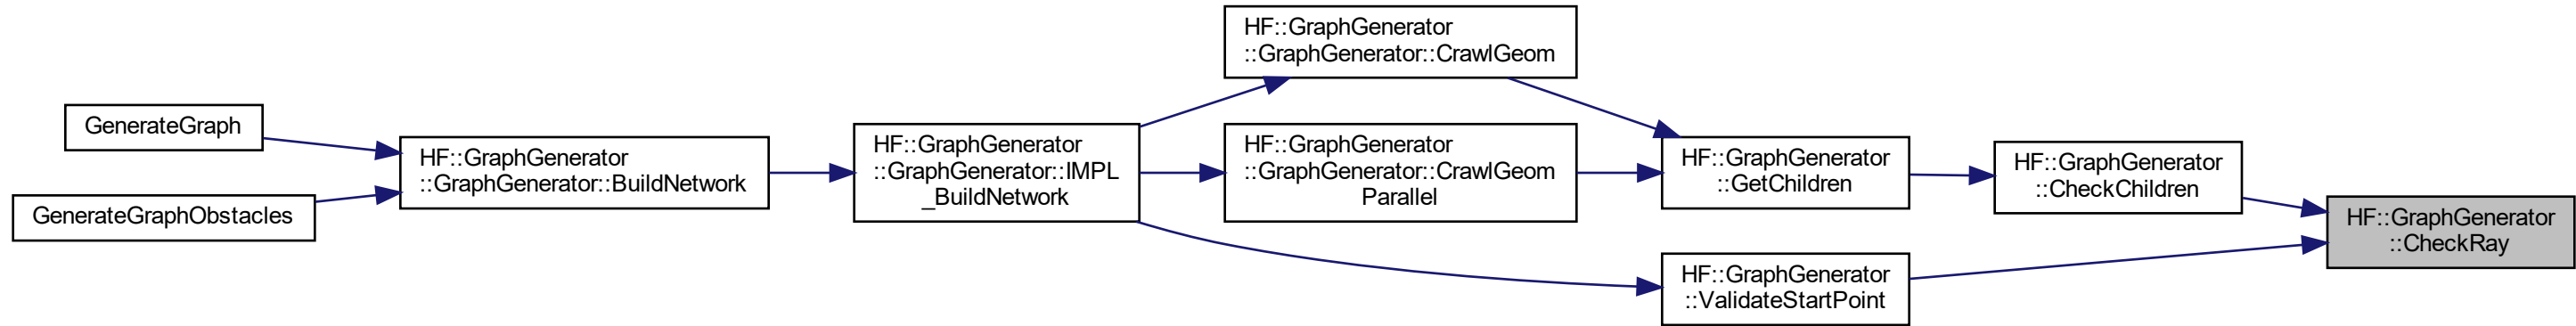 GenerateGraph
GenerateGraphObstacles
HF::GraphGenerator
::GraphGenerator::BuildNetwork
HF::GraphGenerator
::GraphGenerator::IMPL
_BuildNetwork
HF::GraphGenerator
::GraphGenerator::CrawlGeom
HF::GraphGenerator
::GraphGenerator::CrawlGeom
Parallel
HF::GraphGenerator
::GetChildren
HF::GraphGenerator
::ValidateStartPoint
HF::GraphGenerator
::CheckChildren
HF::GraphGenerator
::CheckRay